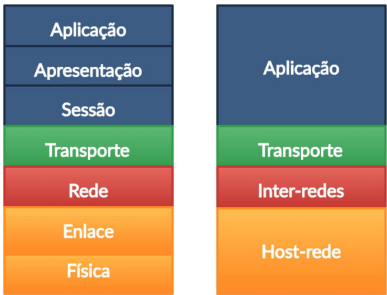 Aplicação
Apresentação
Sessão
Transporte
Rede
Enlace
Física
Aplicação
Transporte
Inter-redes
Host-rede